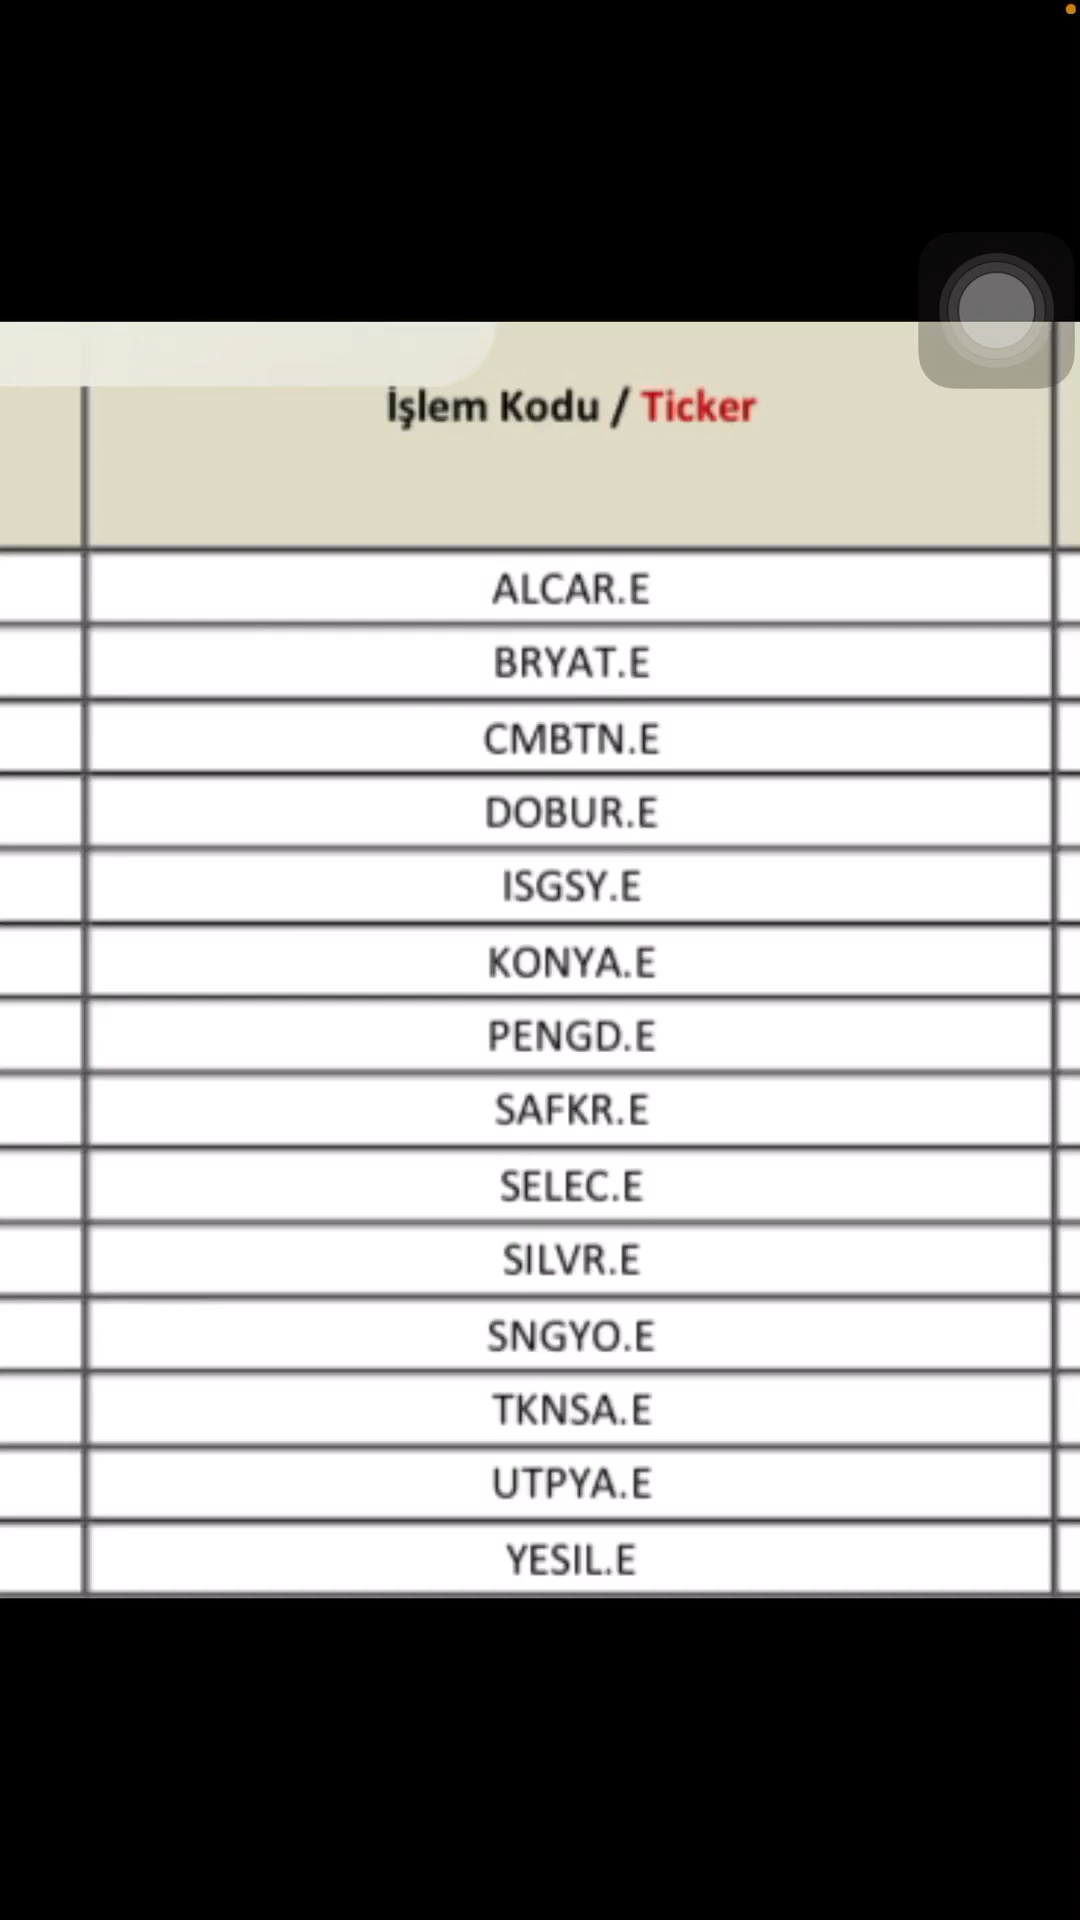 İşlem Kodu / Ticker
ALCAR.E
BRYAT.E
CMBTN.E
DOBUR.E
ISGSY.E
KONYA.E
PENGD.E
SAFKR.E
SELEC.E
SILVR.E
SNGYO.E
TKNSA.E
UTPYA.E
YESIL.E